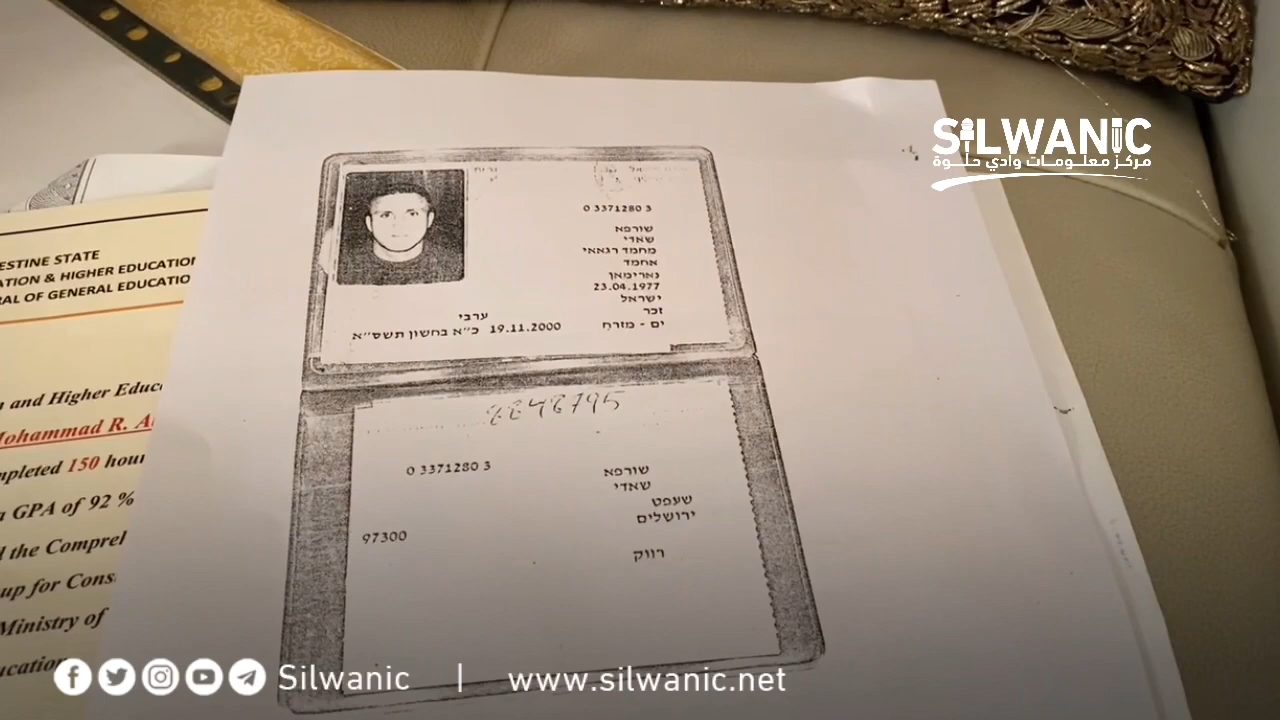 SILWANIC
مركز معلومات وادي حلوة
ESTINE STATE
ATION & HIGHER EDUCATION
RAL OF GENERAL EDUCATIO
n and Higher Educ
Mohammad R. A
mpleted 150 hour
a GPA of 92 %
d the Compre
up for Cons
Ministry of
ucation
0 3371280 3
שורפא
שאדי
מחמד רגאאי
אחמד
נארימאן
23.04.1977
ישראל
זכר
ים - מזרח
ערבי
19.11.2000 כ"א בחשון תשס"א
0 3371280 3
שורפא
שאדי
שעפט
ירושלים
97300
רווק
Silwanic | www.silwanic.net